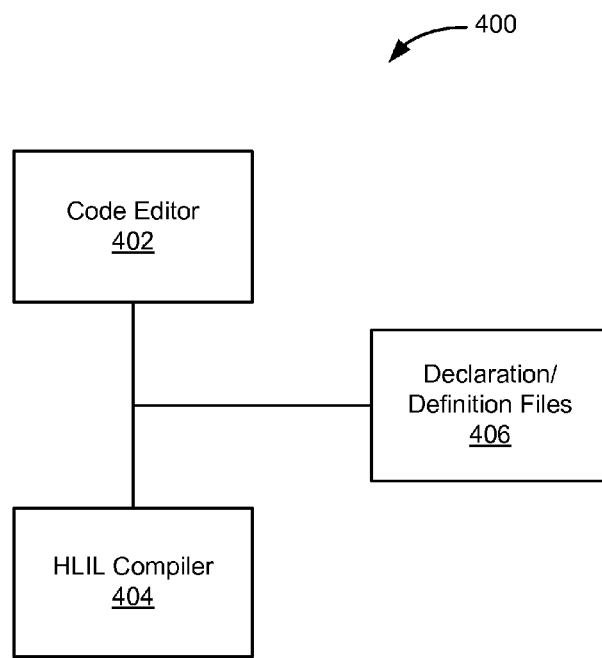 400
Code Editor
402
Declaration/
Definition Files
406
HLIL Compiler
404